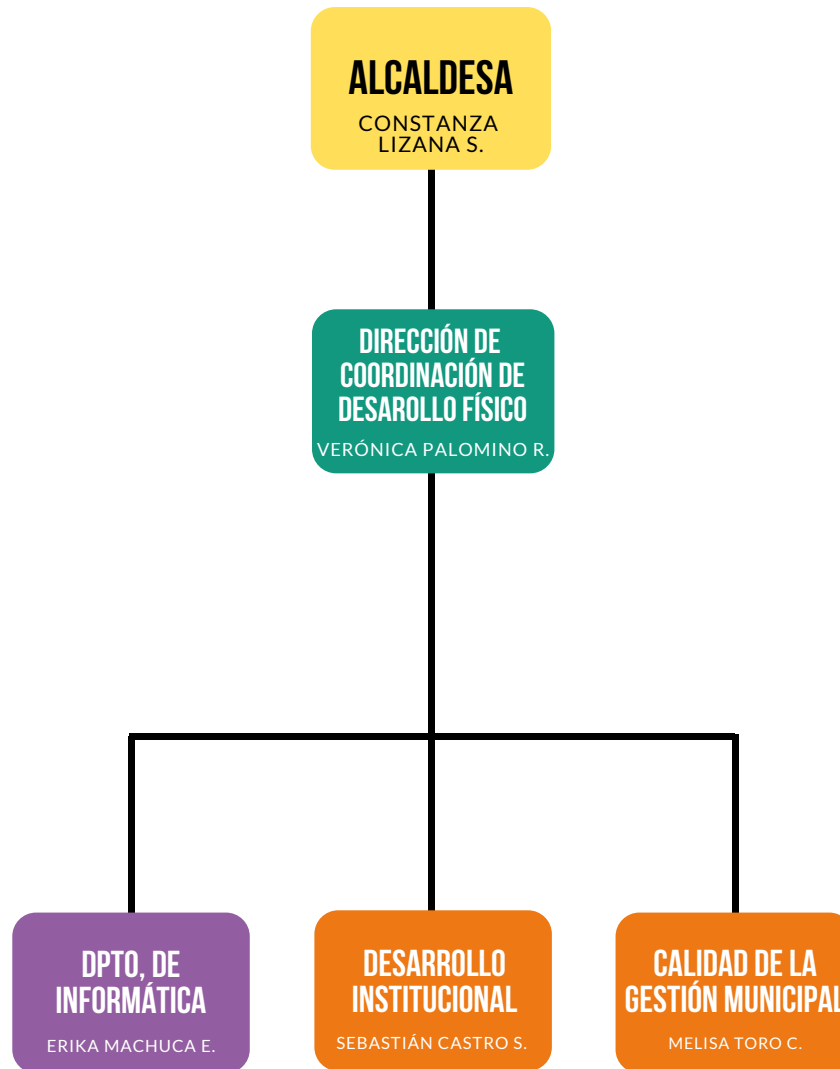 ALCALDESA
CONSTANZA
LIZANA S.
DIRECCIÓN DE
COORDINACIÓN DE
DESAROLLO FÍSICO
VERÓNICA PALOMINO R.
DPTO, DE
INFORMÁTICA
ERIKA MACHUCA E.
DESARROLLO
INSTITUCIONAL
SEBASTIÁN CASTRO S.
CALIDAD DE LA
GESTIÓN MUNICIPAL
MELISA TORO C.